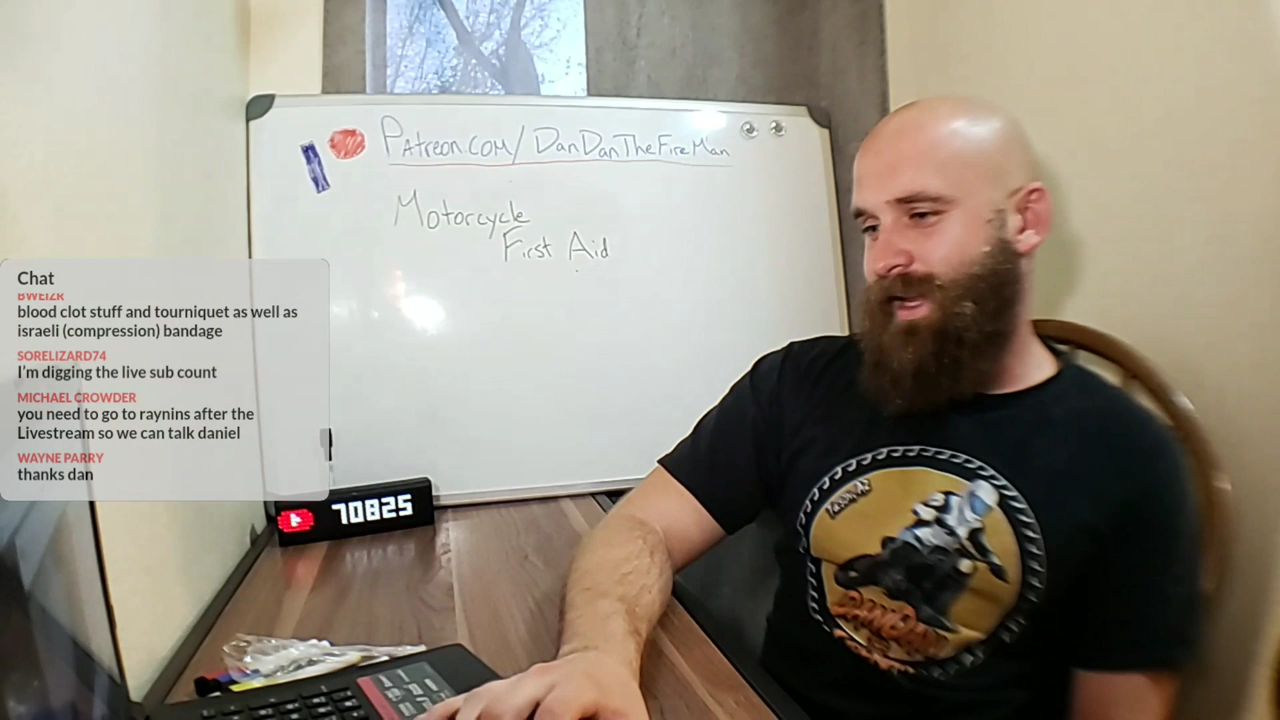 Patreon.com/DanDanTheFireMan
Motorcycle
First Aid
Chat
BWEIZR
blood clot stuff and tourniquet as well as
israeli (compression) bandage
SORELIZARD74
I'm digging the live sub count
MICHAEL CROWDER
you need to go to raynins after the
Livestream so we can talk daniel
WAYNE PARRY
thanks dan
70825